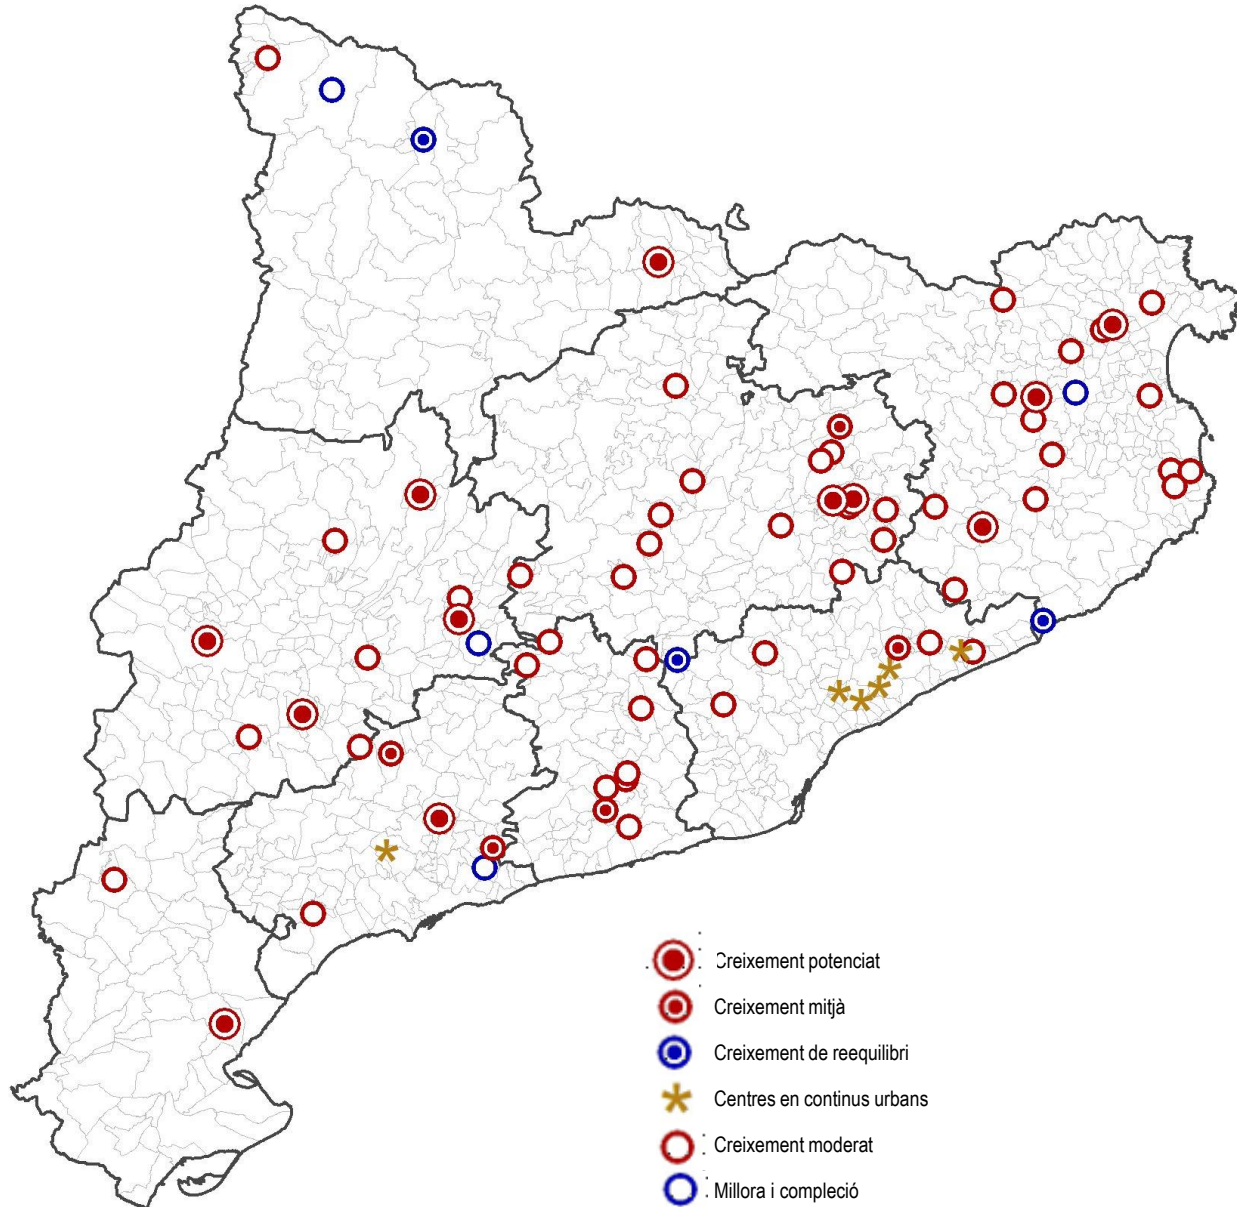 Creixement potenciat
Creixement mitjà
Creixement de reequilibri
Centres en continus urbans
Creixement moderat
Millora i compleció